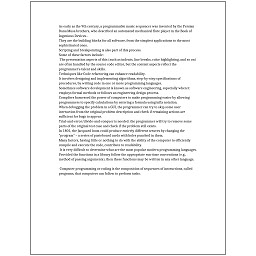 as early as the 9th century, a programmable music sequencer was invented by the Persian
Banu Musa brothers, who described an automated mechanical flute player in the Book of
Ingenious Devices.
They are the building blocks for all software, from the simplest applications to the most
sophisticated ones.
Scripting and breakpointing is also part of this process.
Some of these factors include:
The presentation aspects of this (such as indents, line breaks, color highlighting, and so on)
are often handled by the source code editor, but the content aspects reflect the
programmer's talent and skills.
Techniques like Code refactoring can enhance readability.
It involves designing and implementing algorithms, step-by-step specifications of
procedures, by writing code in one or more programming languages.
Sometimes software development is known as software engineering, especially when it
employs formal methods or follows an engineering design process.
Compilers harnessed the power of computers to make programming easier by allowing
programmers to specify calculations by entering a formula using infix notation.
When debugging the problem in a GUI, the programmer can try to skip some user
interaction from the original problem description and check if remaining actions are
sufficient for bugs to appear.
Trial-and-error/divide-and-conquer is needed: the programmer will try to remove some
parts of the original test case and check if the problem still exists.
In 1801, the Jacquard loom could produce entirely different weaves by changing the
"program" – a series of pasteboard cards with holes punched in them.
Many factors, having little or nothing to do with the ability of the computer to efficiently
compile and execute the code, contribute to readability.
It is very difficult to determine what are the most popular modern programming languages.
Provided the functions in a library follow the appropriate run-time conventions (e.g.,
method of passing arguments), then these functions may be written in any other language.
Computer programming or coding is the composition of sequences of instructions, called
programs, that computers can follow to perform tasks.